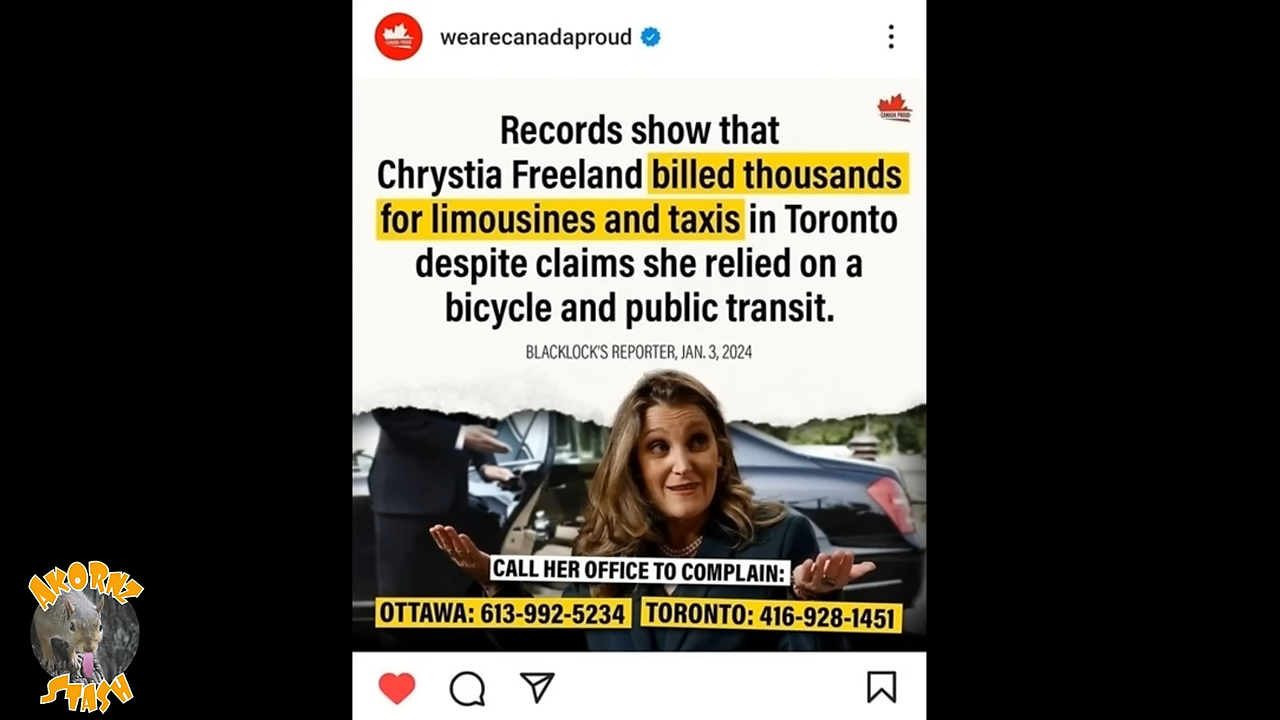 wearecanadaproud
CANADA PROUD
CANADA PROUD
Records show that
Chrystia Freeland billed thousands
for limousines and taxis in Toronto
despite claims she relied on a
bicycle and public transit.
BLACKLOCK'S REPORTER, JAN. 3, 2024
CALL HER OFFICE TO COMPLAIN:
OTTAWA: 613-992-5234 TORONTO: 416-928-1451
AKORNZ
STASH